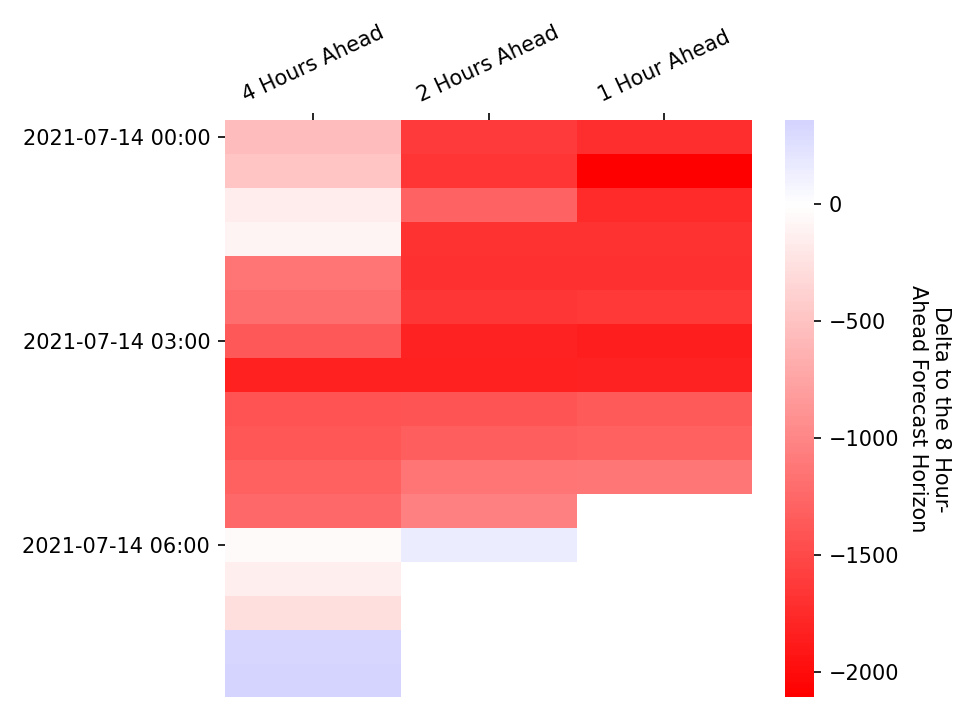 4 Hours Ahead
2 Hours Ahead
1 Hour Ahead
2021-07-14 00:00
2021-07-14 03:00
2021-07-14 06:00
0
−500
−1000
−1500
−2000
Delta to the 8 Hour-
Ahead Forecast Horizon